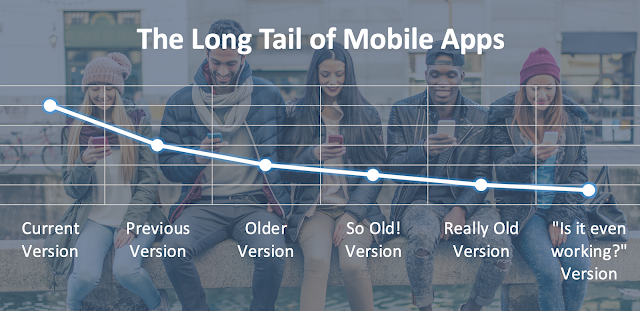 The Long Tail of Mobile Apps
Current
Version
Previous
Version
Older
Version
So Old!
Version
Really Old
Version
"Is it even
working?"
Version